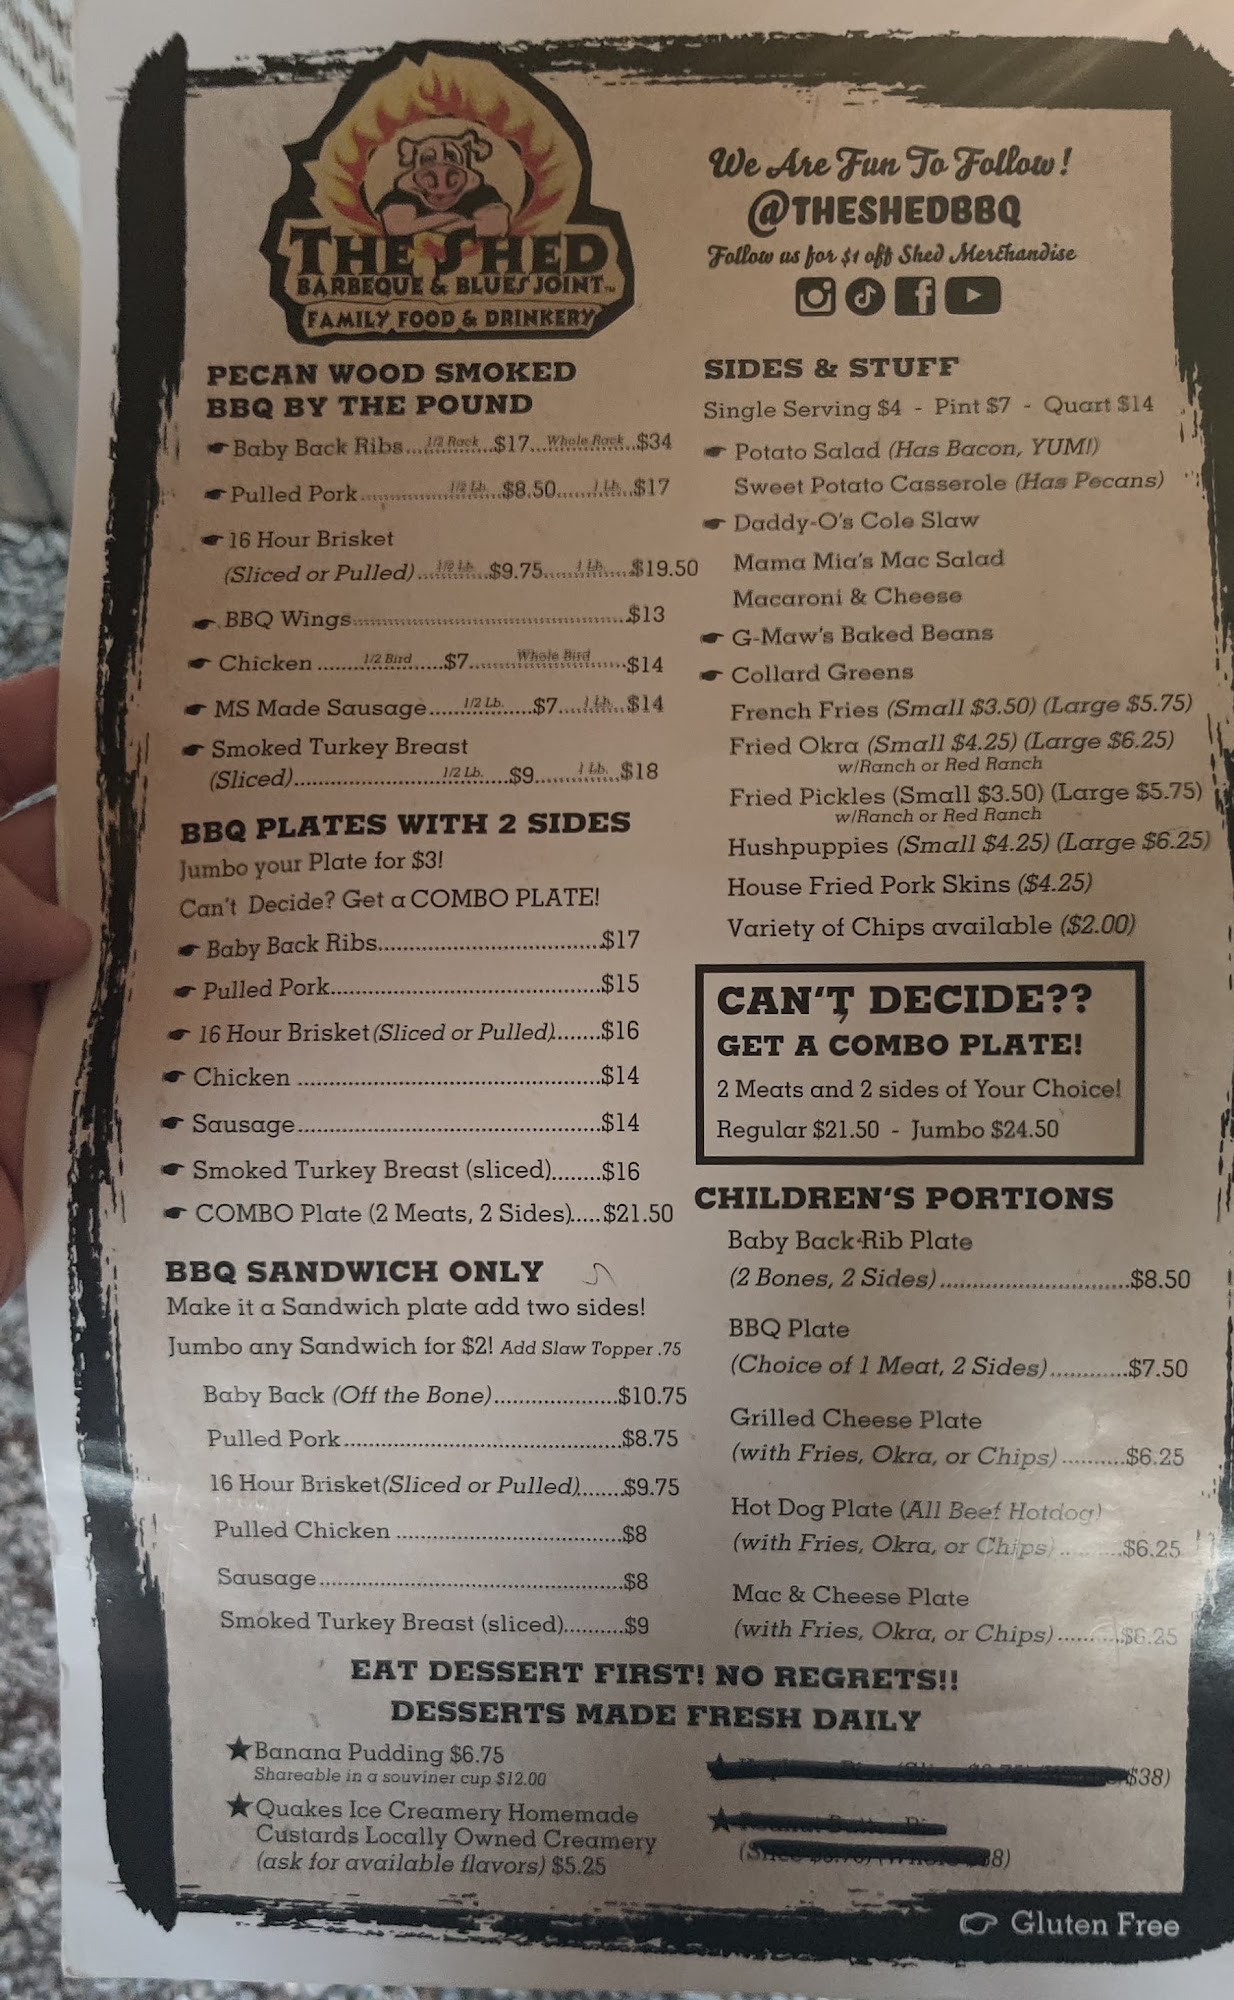 THE SHED
BARBEQUE & BLUES JOINT™
FAMILY FOOD & DRINKERY
We Are Fun To Follow!
@THESHEDBBQ
Follow us for $1 off Shed Merchandise
PECAN WOOD SMOKED
BBQ BY THE POUND
Baby Back Ribs...1/2 Rack...$17...Whole Rack...$34
Pulled Pork...1/2 Lb....$8.50...1 Lb....$17
16 Hour Brisket
(Sliced or Pulled)...1/2 Lb....$9.75...1 Lb....$19.50
BBQ Wings...$13
Chicken...1/2 Bird...$7...Whole Bird...$14
MS Made Sausage...1/2 Lb....$7...1 Lb....$14
Smoked Turkey Breast
(Sliced)...1/2 Lb....$9...1 Lb....$18
BBQ PLATES WITH 2 SIDES
Jumbo your Plate for $3!
Can't Decide? Get a COMBO PLATE!
Baby Back Ribs...$17
Pulled Pork...$15
16 Hour Brisket (Sliced or Pulled)...$16
Chicken...$14
Sausage...$14
Smoked Turkey Breast (sliced)...$16
COMBO Plate (2 Meats, 2 Sides)...$21.50
BBQ SANDWICH ONLY
Make it a Sandwich plate add two sides!
Jumbo any Sandwich for $2! Add Slaw Topper .75
Baby Back (Off the Bone)...$10.75
Pulled Pork...$8.75
16 Hour Brisket (Sliced or Pulled)...$9.75
Pulled Chicken...$8
Sausage...$8
Smoked Turkey Breast (sliced)...$9
SIDES & STUFF
Single Serving $4 - Pint $7 - Quart $14
Potato Salad (Has Bacon, YUM!)
Sweet Potato Casserole (Has Pecans)
Daddy-O's Cole Slaw
Mama Mia's Mac Salad
Macaroni & Cheese
G-Maw's Baked Beans
Collard Greens
French Fries (Small $3.50) (Large $5.75)
Fried Okra (Small $4.25) (Large $6.25)
w/Ranch or Red Ranch
Fried Pickles (Small $3.50) (Large $5.75)
w/Ranch or Red Ranch
Hushpuppies (Small $4.25) (Large $6.25)
House Fried Pork Skins ($4.25)
Variety of Chips available ($2.00)
CAN'T DECIDE??
GET A COMBO PLATE!
2 Meats and 2 sides of Your Choice!
Regular $21.50 - Jumbo $24.50
CHILDREN'S PORTIONS
Baby Back Rib Plate
(2 Bones, 2 Sides)...$8.50
BBQ Plate
(Choice of 1 Meat, 2 Sides)...$7.50
Grilled Cheese Plate
(with Fries, Okra, or Chips)...$6.25
Hot Dog Plate (All Beef Hotdog)
(with Fries, Okra, or Chips)...$6.25
Mac & Cheese Plate
(with Fries, Okra, or Chips)...$6.25
EAT DESSERT FIRST! NO REGRETS!!
DESSERTS MADE FRESH DAILY
★Banana Pudding $6.75
Shareable in a souviner cup $12.00
★Quakes Ice Creamery Homemade
Custards Locally Owned Creamery
(ask for available flavors) $5.25
$38)
Gluten Free